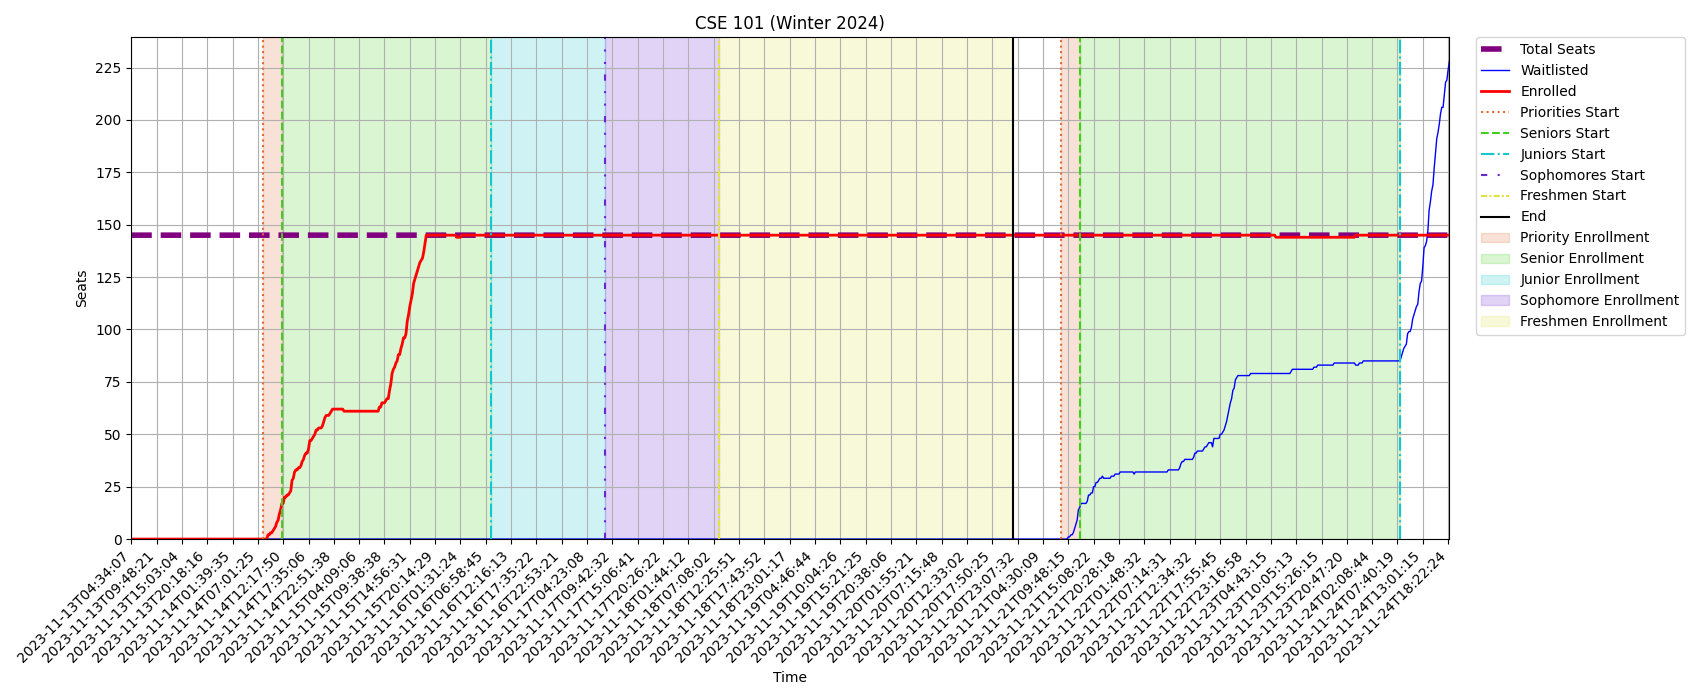 CSE 101 (Winter 2024)
225
200
175
150
125
100
75
50
25
0
Seats
2023-11-13T04:34:07
2023-11-13T09:48:21
2023-11-13T15:03:04
2023-11-13T20:18:16
2023-11-14T01:39:35
2023-11-14T07:01:25
2023-11-14T12:17:50
2023-11-14T17:35:06
2023-11-14T22:51:38
2023-11-15T04:09:06
2023-11-15T09:38:38
2023-11-15T14:56:31
2023-11-15T20:14:29
2023-11-16T01:31:24
2023-11-16T06:58:45
2023-11-16T12:16:13
2023-11-16T17:35:22
2023-11-16T22:53:21
2023-11-17T04:23:08
2023-11-17T09:42:32
2023-11-17T15:06:41
2023-11-17T20:26:22
2023-11-18T01:44:12
2023-11-18T07:08:02
2023-11-18T12:25:51
2023-11-18T17:43:52
2023-11-18T23:01:17
2023-11-19T04:46:44
2023-11-19T10:04:26
2023-11-19T15:21:25
2023-11-19T20:38:06
2023-11-20T01:55:21
2023-11-20T07:15:48
2023-11-20T12:33:02
2023-11-20T17:50:25
2023-11-20T23:07:32
2023-11-21T04:30:09
2023-11-21T09:48:15
2023-11-21T15:08:22
2023-11-21T20:28:18
2023-11-22T01:48:32
2023-11-22T07:14:31
2023-11-22T12:34:32
2023-11-22T17:55:45
2023-11-22T23:16:58
2023-11-23T04:43:15
2023-11-23T10:05:13
2023-11-23T15:26:15
2023-11-23T20:47:20
2023-11-24T02:08:44
2023-11-24T07:40:19
2023-11-24T13:01:15
2023-11-24T18:22:24
Time
Total Seats
Waitlisted
Enrolled
Priorities Start
Seniors Start
Juniors Start
Sophomores Start
Freshmen Start
End
Priority Enrollment
Senior Enrollment
Junior Enrollment
Sophomore Enrollment
Freshmen Enrollment